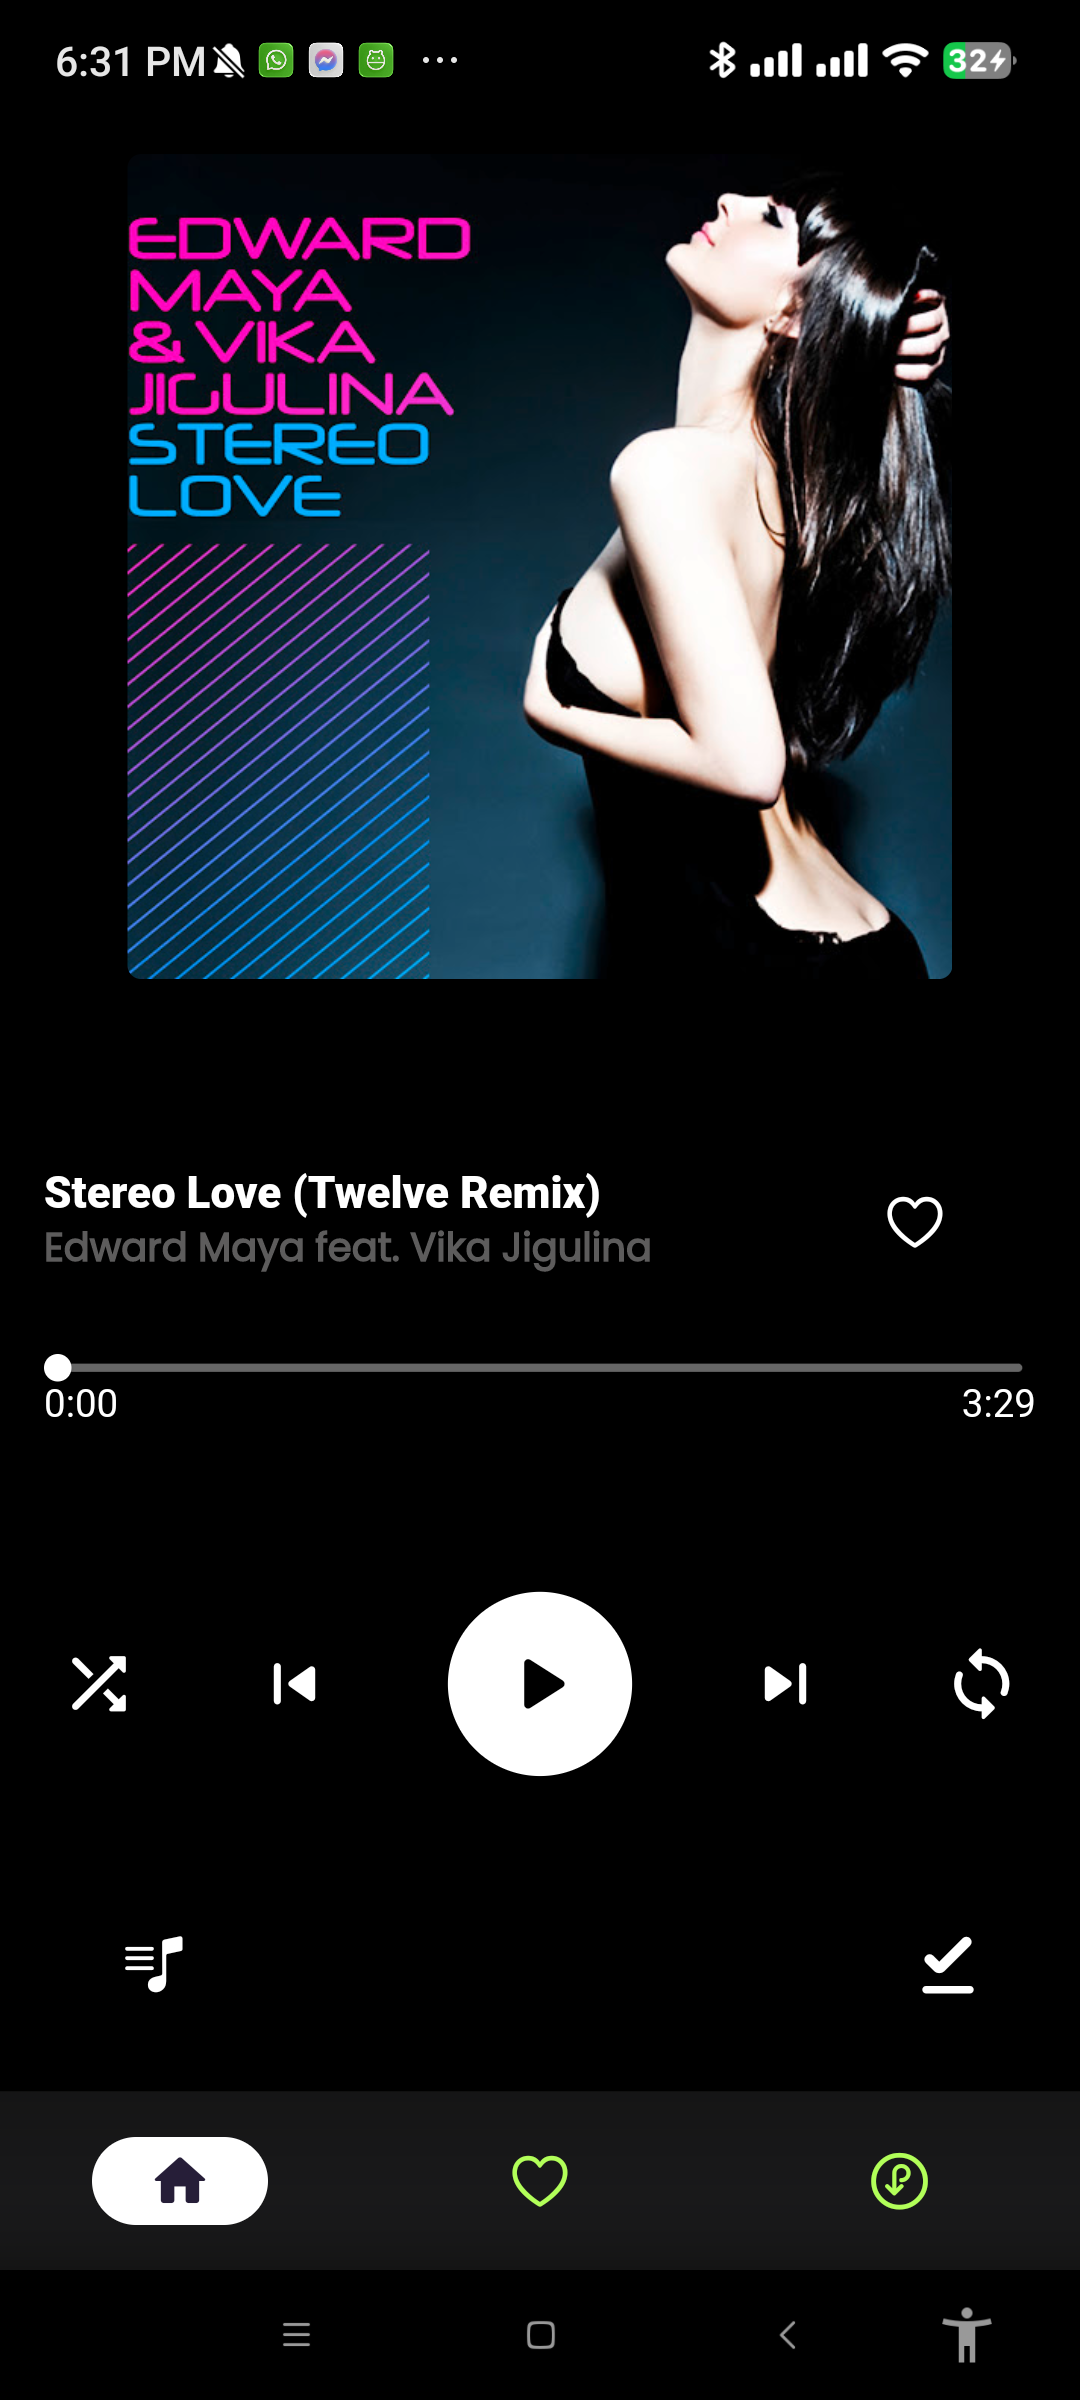 6:31 PM
32
EDWARD
MAYA
& VIKA
JIGULINA
STEREO
LOVE
Stereo Love (Twelve Remix)
Edward Maya feat. Vika Jigulina
0:00
3:29